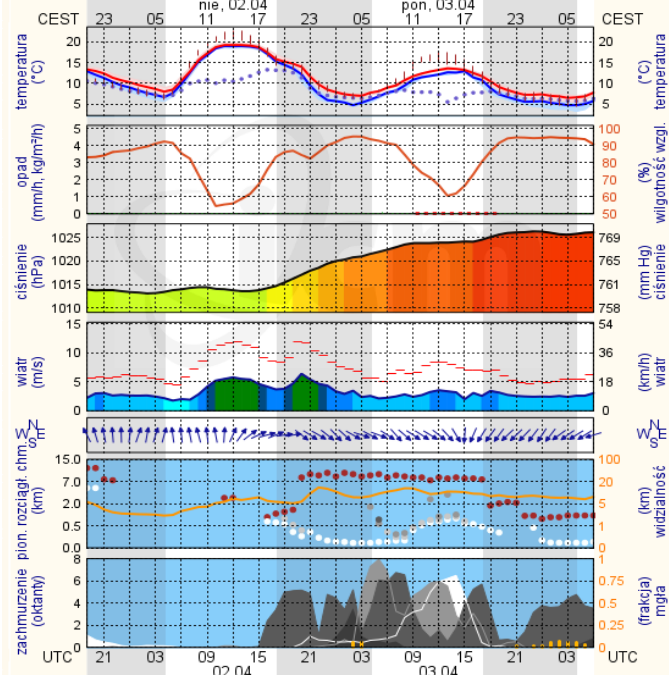 nie, 02.04 pon, 03.04
CEST 23 05 11 17 23 05 11 17 23 05 CEST
temperatura
(°C)
20
15
10
5
20
15
10
5
temperatura
(°C)
opad
(mm/h, kg/m²/h)
5
4
3
2
1
0
100
90
80
70
60
50
(%)
wilgotność wzgl.
ciśnienie
(hPa)
1025
1020
1015
1010
769
765
761
758
(mm Hg)
ciśnienie
wiatr
(m/s)
15
10
5
0
54
36
18
0
(km/h)
wiatr
N
W E
S
N
W E
S
pion. rozciągł. chm.
(km)
15.0
7.0
2.0
0.5
0.0
100
20
5
1
0
(km)
widzialność
zachmurzenie
(oktanty)
8
6
4
2
0
1
0.75
0.5
0.25
0
(frakcja)
mgła
UTC 21 03 09 15 21 03 09 15 21 03 UTC
02.04 03.04